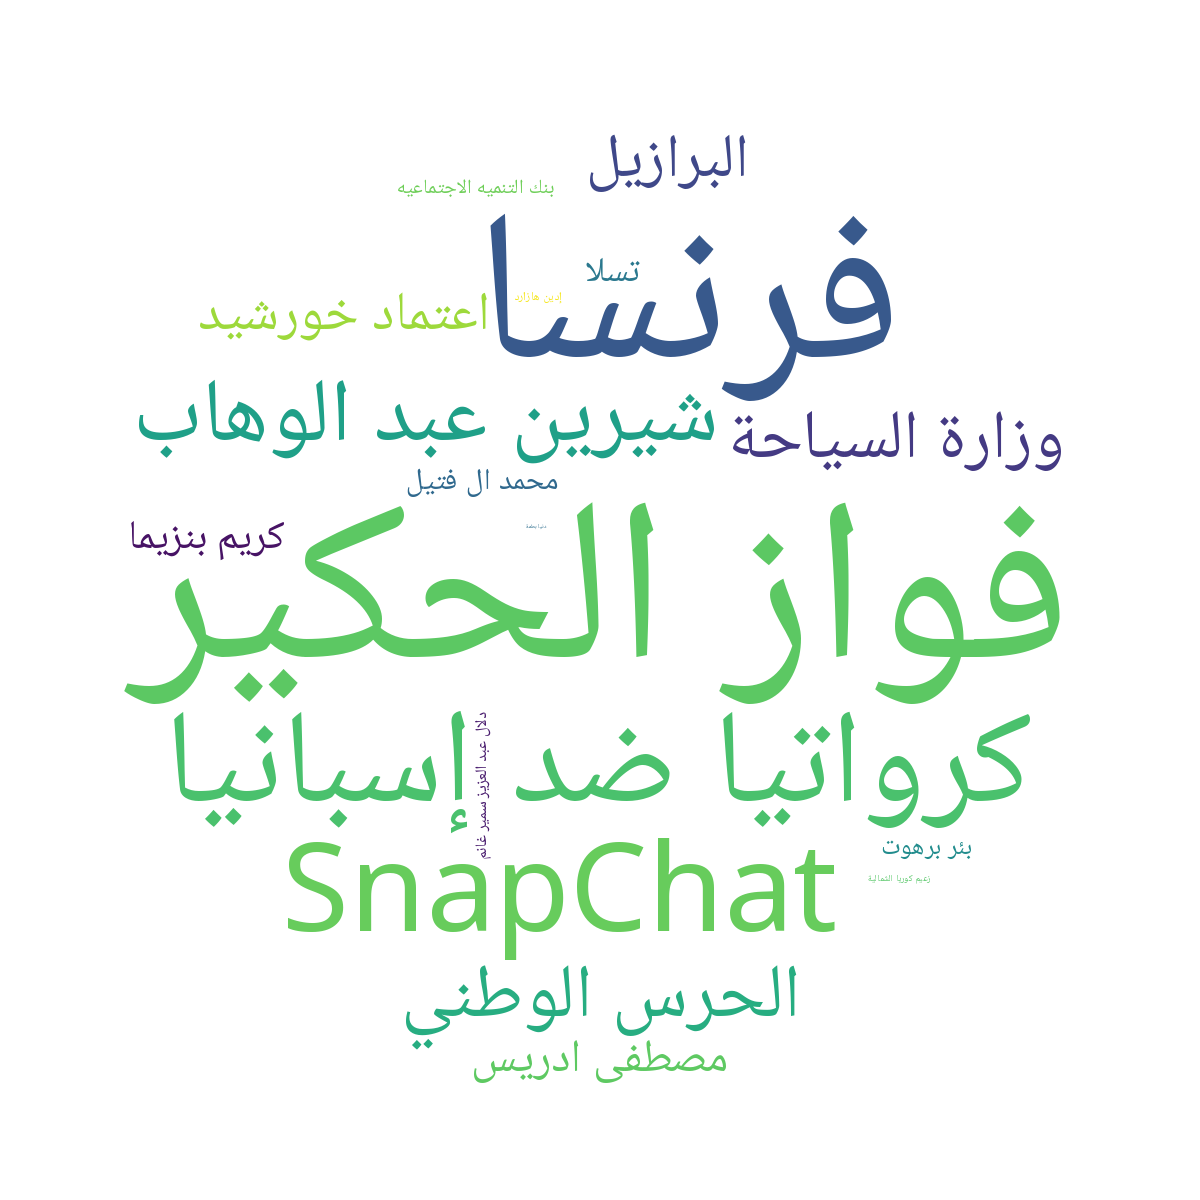 البرازيل
بنك التنميه الاجتماعيه
فرنسا
تسلا
إدين هازارد
اعتماد خورشيد
شيرين عبد الوهاب
وزارة السياحة
محمد ال فتيل
كريم بنزيما
دنيا بطمة
فواز الحكير
كرواتيا ضد إسبانيا
دلال عبد العزيز سمير غانم
بئر برهوت
زعيم كوريا الشمالية
SnapChat
الحرس الوطني
مصطفى ادريس